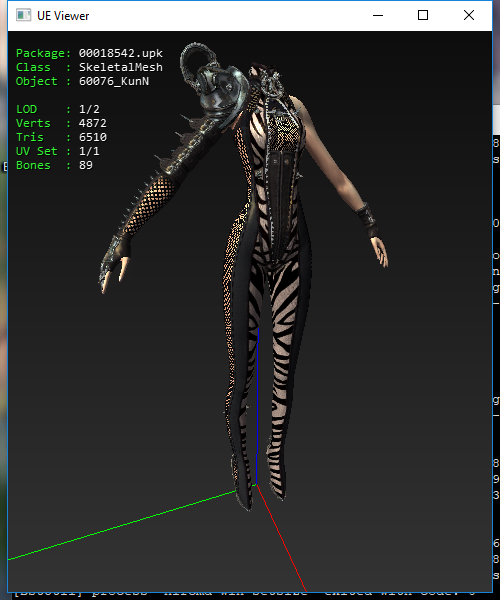 UE Viewer
Package: 00018542.upk
Class : SkeletalMesh
Object : 60076_KunN
LOD : 1/2
Verts : 4872
Tris : 6510
UV Set : 1/1
Bones : 89